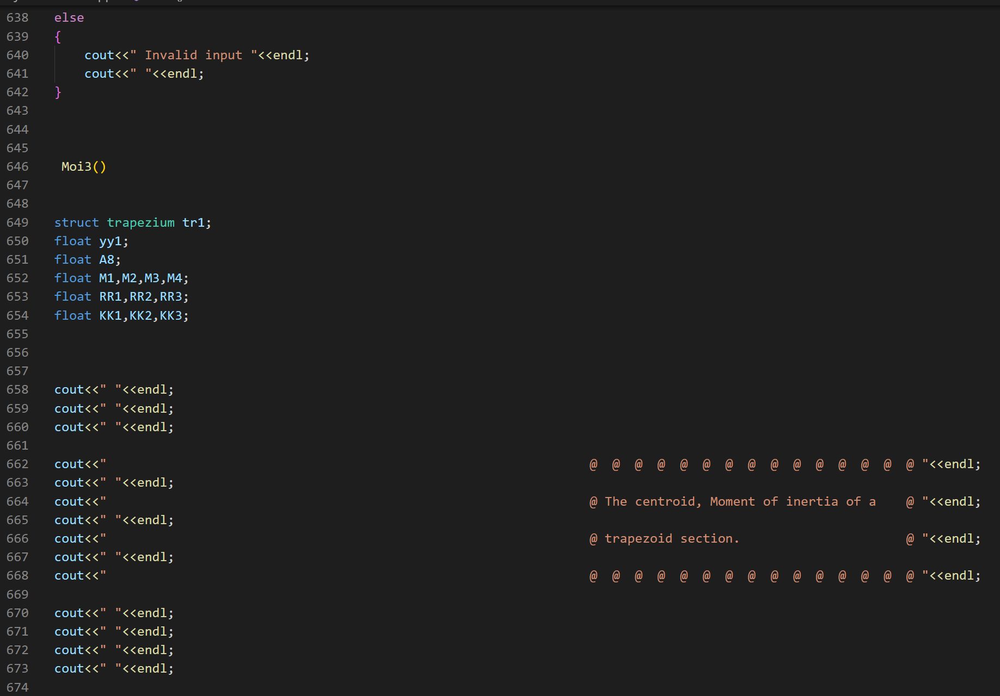 638 else
639 {
640 cout<<" Invalid input "<<endl;
641 cout<<" "<<endl;
642 }
643
644
645
646 Moi3()
647
648
649 struct trapezium tr1;
650 float yy1;
651 float A8;
652 float M1,M2,M3,M4;
653 float RR1,RR2,RR3;
654 float KK1,KK2,KK3;
655
656
657
658 cout<<" "<<endl;
659 cout<<" "<<endl;
660 cout<<" "<<endl;
661
662 cout<<" @ @ @ @ @ @ @ @ @ @ @ @ @ @ @ "<<endl;
663 cout<<" "<<endl;
664 cout<<" @ The centroid, Moment of inertia of a @ "<<endl;
665 cout<<" "<<endl;
666 cout<<" @ trapezoid section. @ "<<endl;
667 cout<<" "<<endl;
668 cout<<" @ @ @ @ @ @ @ @ @ @ @ @ @ @ @ "<<endl;
669
670 cout<<" "<<endl;
671 cout<<" "<<endl;
672 cout<<" "<<endl;
673 cout<<" "<<endl;
674